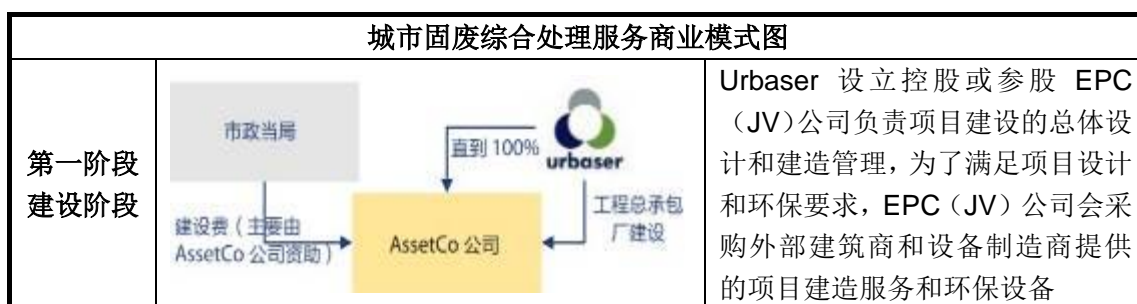 城市固废综合处理服务商业模式图
第一阶段
建设阶段
市政当局
直到 100%
urbaser
建设费（主要由
AssetCo 公司资助）
AssetCo 公司
工程总承包
厂建设
Urbaser 设立控股或参股 EPC
（JV）公司负责项目建设的总体设
计和建造管理，为了满足项目设计
和环保要求，EPC（JV）公司会采
购外部建筑商和设备制造商提供
的项目建造服务和环保设备